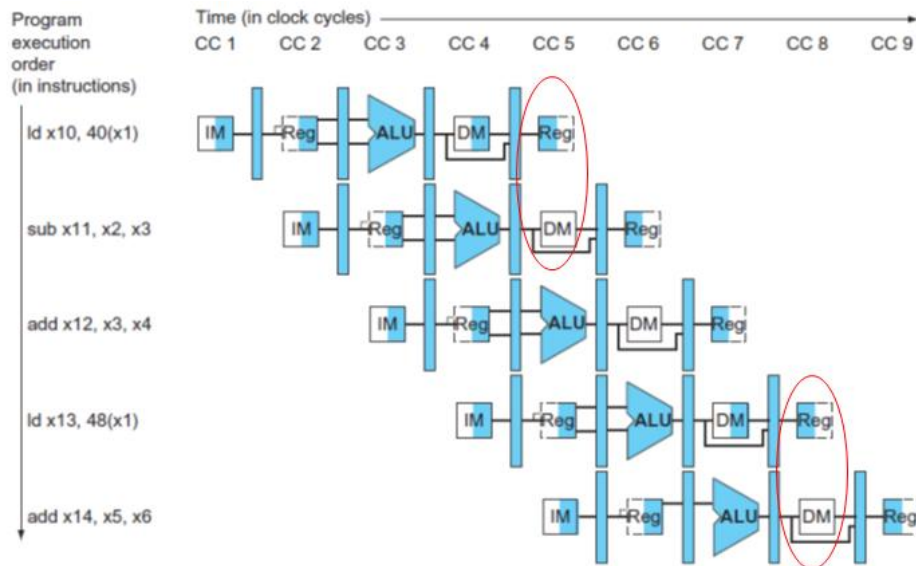 Program
execution
order
(in instructions)
Time (in clock cycles)
CC 1 CC 2 CC 3 CC 4 CC 5 CC 6 CC 7 CC 8 CC 9
ld x10, 40(x1)
IM Reg ALU DM Reg
sub x11, x2, x3
IM Reg ALU DM Reg
add x12, x3, x4
IM Reg ALU DM Reg
ld x13, 48(x1)
IM Reg ALU DM Reg
add x14, x5, x6
IM Reg ALU DM Reg